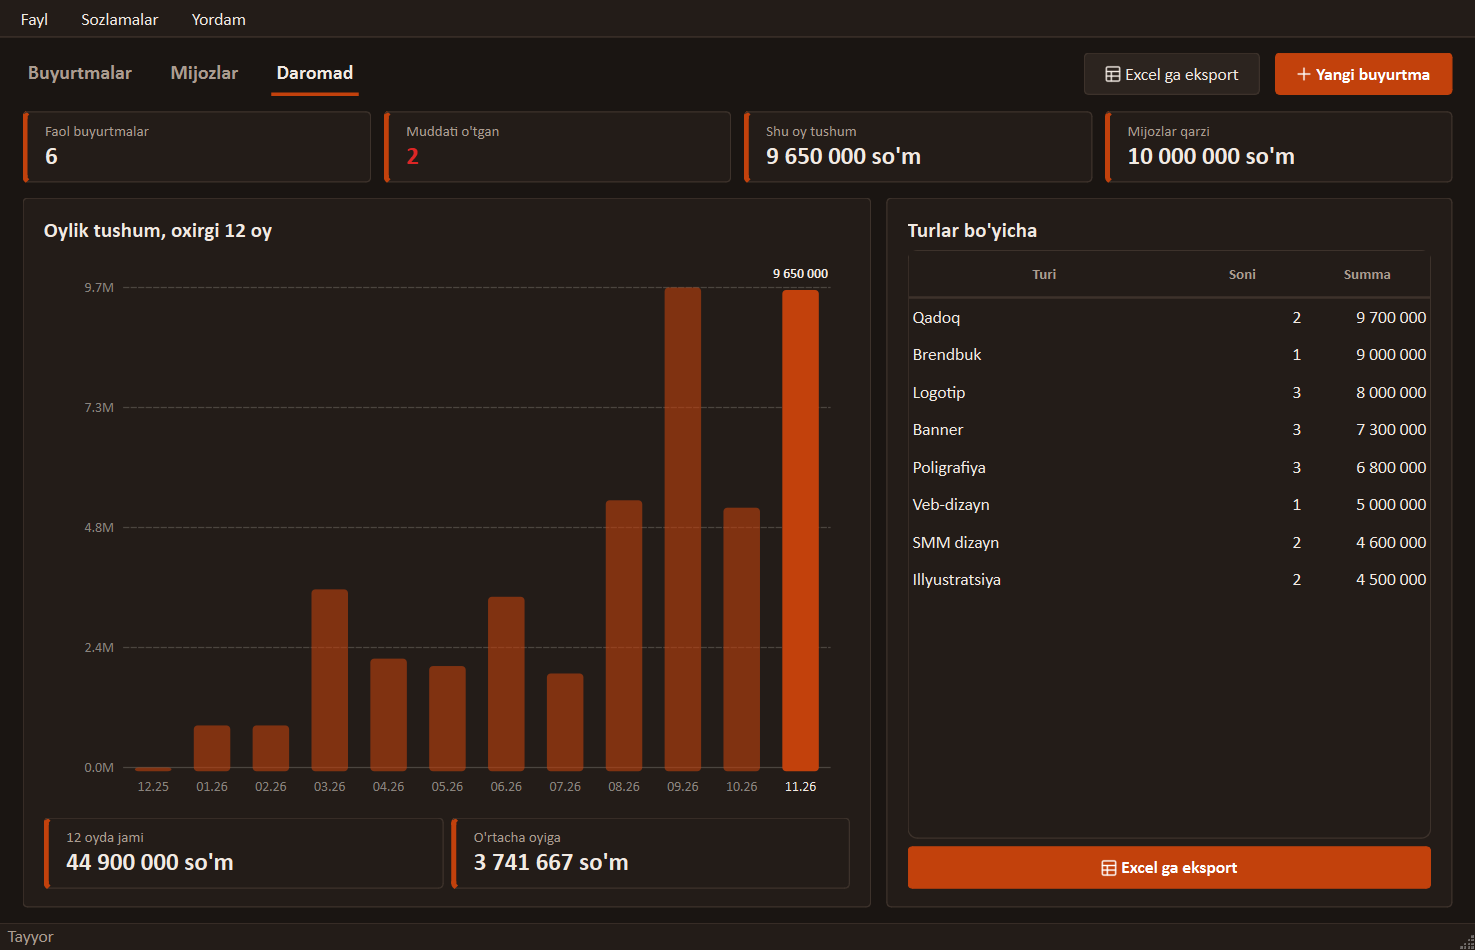 Fayl Sozlamalar Yordam
Buyurtmalar Mijozlar Daromad Excel ga eksport Yangi buyurtma
Faol buyurtmalar
6
Muddati o'tgan
2
Shu oy tushum
9 650 000 so'm
Mijozlar qarzi
10 000 000 so'm
Oylik tushum, oxirgi 12 oy
9 650 000
9.7M
7.3M
4.8M
2.4M
0.0M
12.25 01.26 02.26 03.26 04.26 05.26 06.26 07.26 08.26 09.26 10.26 11.26
12 oyda jami
44 900 000 so'm
O'rtacha oyiga
3 741 667 so'm
Turlar bo'yicha
Turi Soni Summa
Qadoq 2 9 700 000
Brendbuk 1 9 000 000
Logotip 3 8 000 000
Banner 3 7 300 000
Poligrafiya 3 6 800 000
Veb-dizayn 1 5 000 000
SMM dizayn 2 4 600 000
Illyustratsiya 2 4 500 000
Excel ga eksport
Tayyor